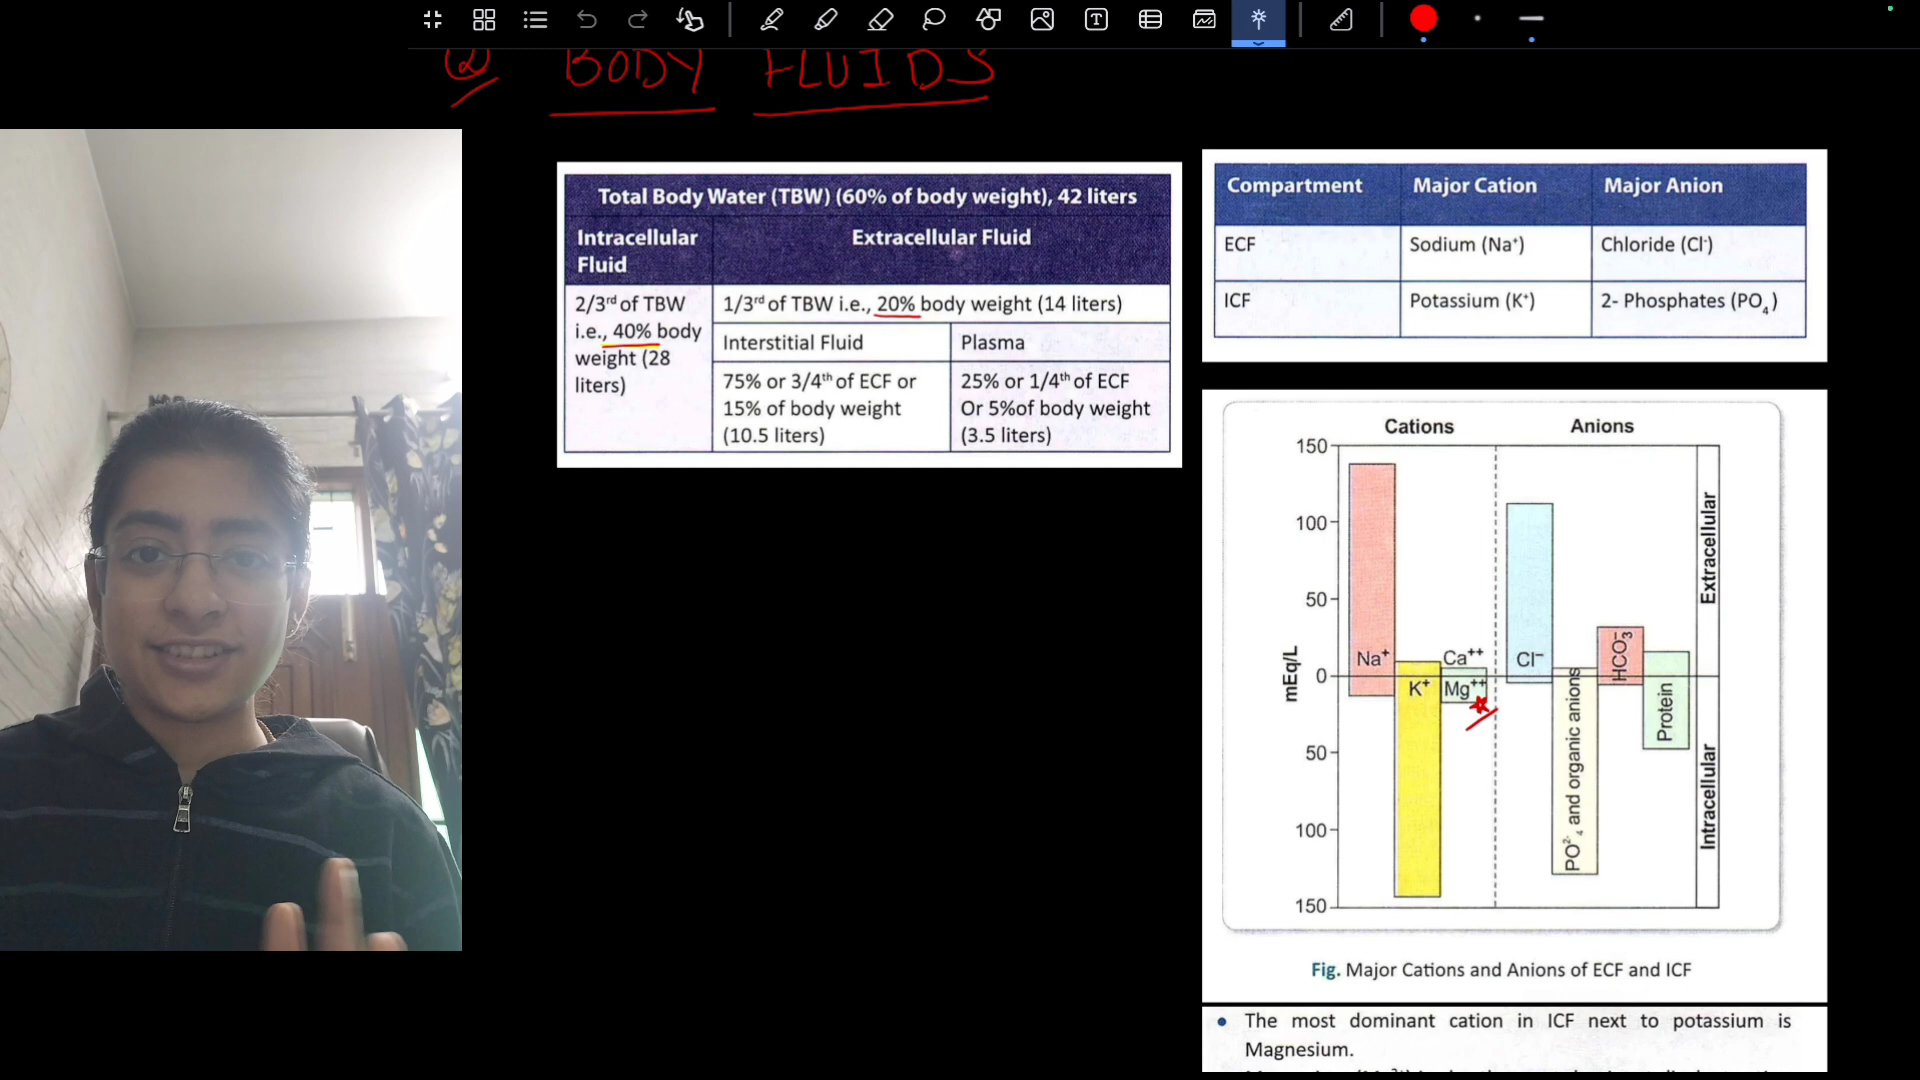 (2) BODY FLUIDS
Total Body Water (TBW) (60% of body weight), 42 liters
Intracellular Fluid
Extracellular Fluid
2/3rd of TBW
i.e., 40% body
weight (28
liters)
1/3rd of TBW i.e., 20% body weight (14 liters)
Interstitial Fluid
Plasma
75% or 3/4th of ECF or
15% of body weight
(10.5 liters)
25% or 1/4th of ECF
Or 5%of body weight
(3.5 liters)
Compartment Major Cation Major Anion
ECF Sodium (Na⁺) Chloride (Cl⁻)
ICF Potassium (K⁺) 2- Phosphates (PO₄)
Cations Anions
150
100
50
0
50
100
150
mEq/L
Na⁺
K⁺
Ca⁺⁺
Mg⁺⁺
Cl⁻
PO₄²⁻ and organic anions
HCO₃⁻
Protein
Extracellular
Intracellular
Fig. Major Cations and Anions of ECF and ICF
• The most dominant cation in ICF next to potassium is
Magnesium.